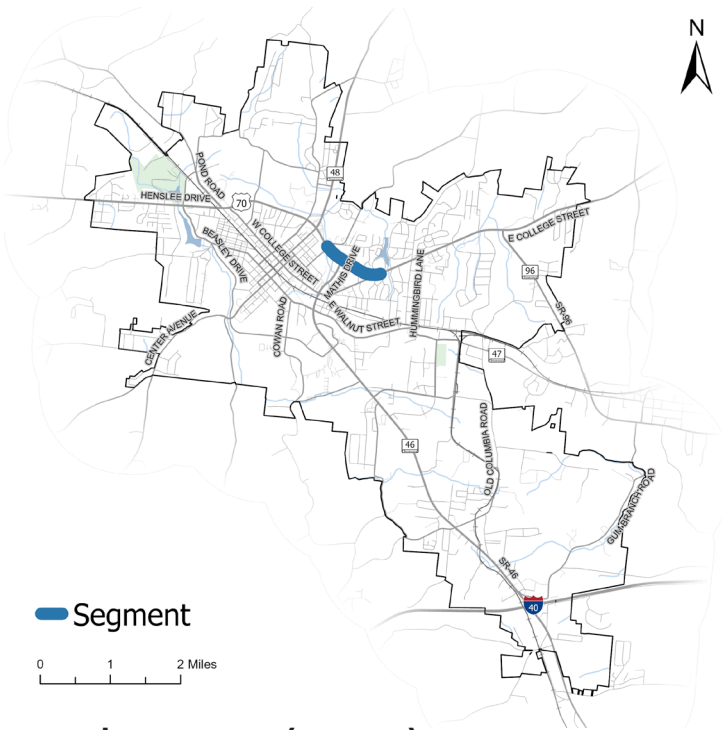 N
48
POND ROAD
HENSLEE DRIVE
70
W COLLEGE STREET
E COLLEGE STREET
BEASLEY DRIVE
MATHIS DRIVE
HUMMINGBIRD LANE
96
SR-96
COWAN ROAD
E WALNUT STREET
CENTER AVENUE
47
46
OLD COLUMBIA ROAD
GUM BRANCH ROAD
SR-46
40
Segment
0 1 2 Miles